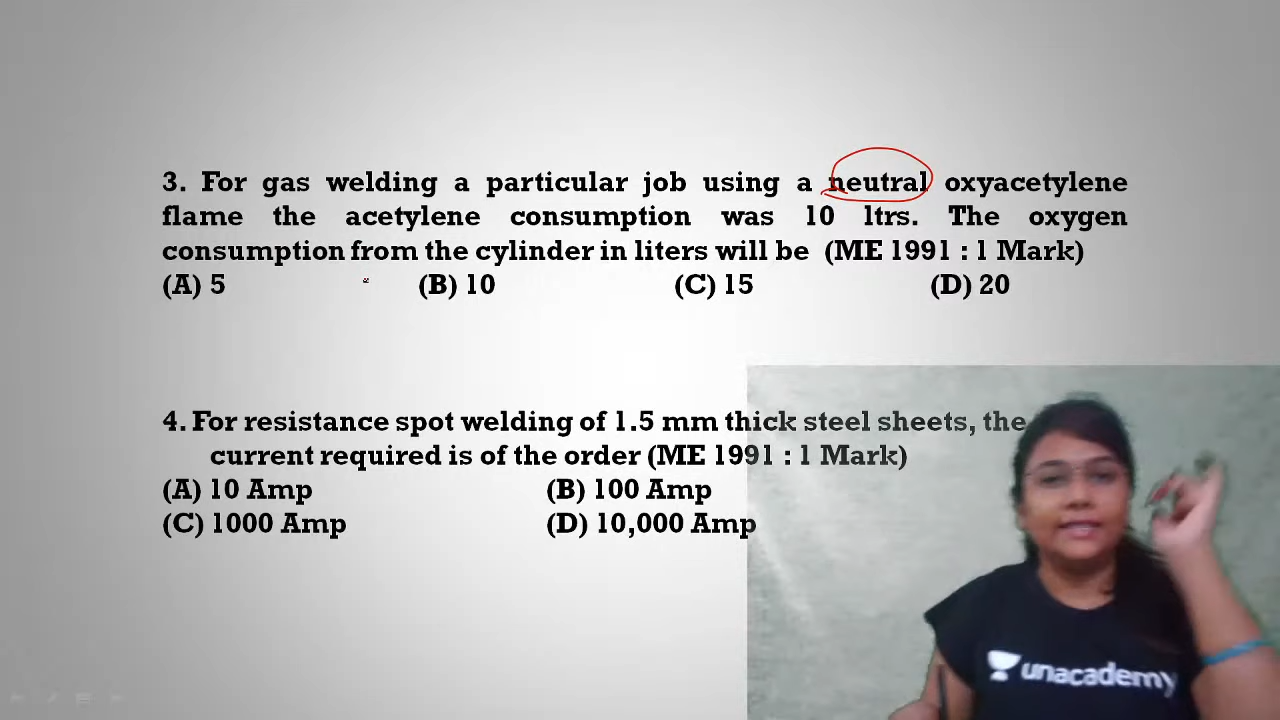 3. For gas welding a particular job using a neutral oxyacetylene
flame the acetylene consumption was 10 ltrs. The oxygen
consumption from the cylinder in liters will be (ME 1991 : 1 Mark)
(A) 5 (B) 10 (C) 15 (D) 20
4. For resistance spot welding of 1.5 mm thick steel sheets, the
current required is of the order (ME 1991 : 1 Mark)
(A) 10 Amp (B) 100 Amp
(C) 1000 Amp (D) 10,000 Amp
unacademy